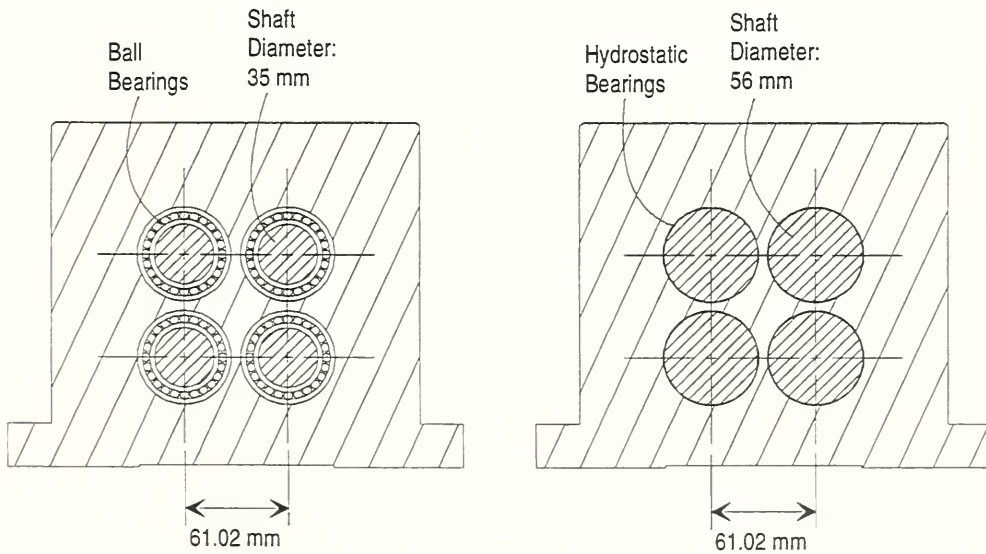 Ball
Bearings
Shaft
Diameter:
35 mm
Hydrostatic
Bearings
Shaft
Diameter:
56 mm
61.02 mm
61.02 mm